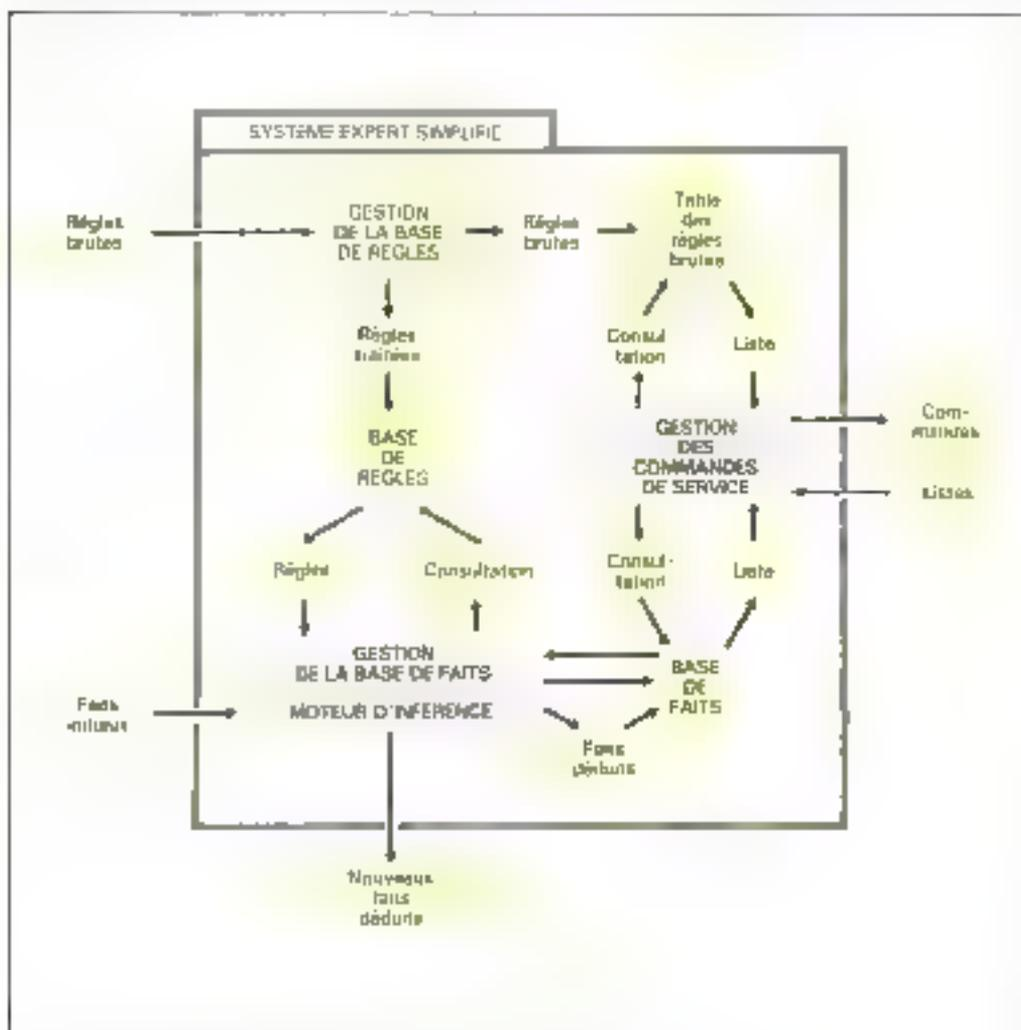 SYSTEME EXPERT SIMPLIFIE
Règles
brutes
GESTION
DE LA BASE
DE REGLES
Règles
brutes
Table
des
règles
brutes
Règles
traitées
Consul
tation
Liste
BASE
DE
REGLES
GESTION
DES
COMMANDES
DE SERVICE
Com-
mandes
Listes
Règles
Consultation
Consul-
tation
Liste
GESTION
DE LA BASE DE FAITS
MOTEUR D'INFERENCE
BASE
DE
FAITS
Faits
initiaux
Faits
déduits
Nouveaux
faits
déduits